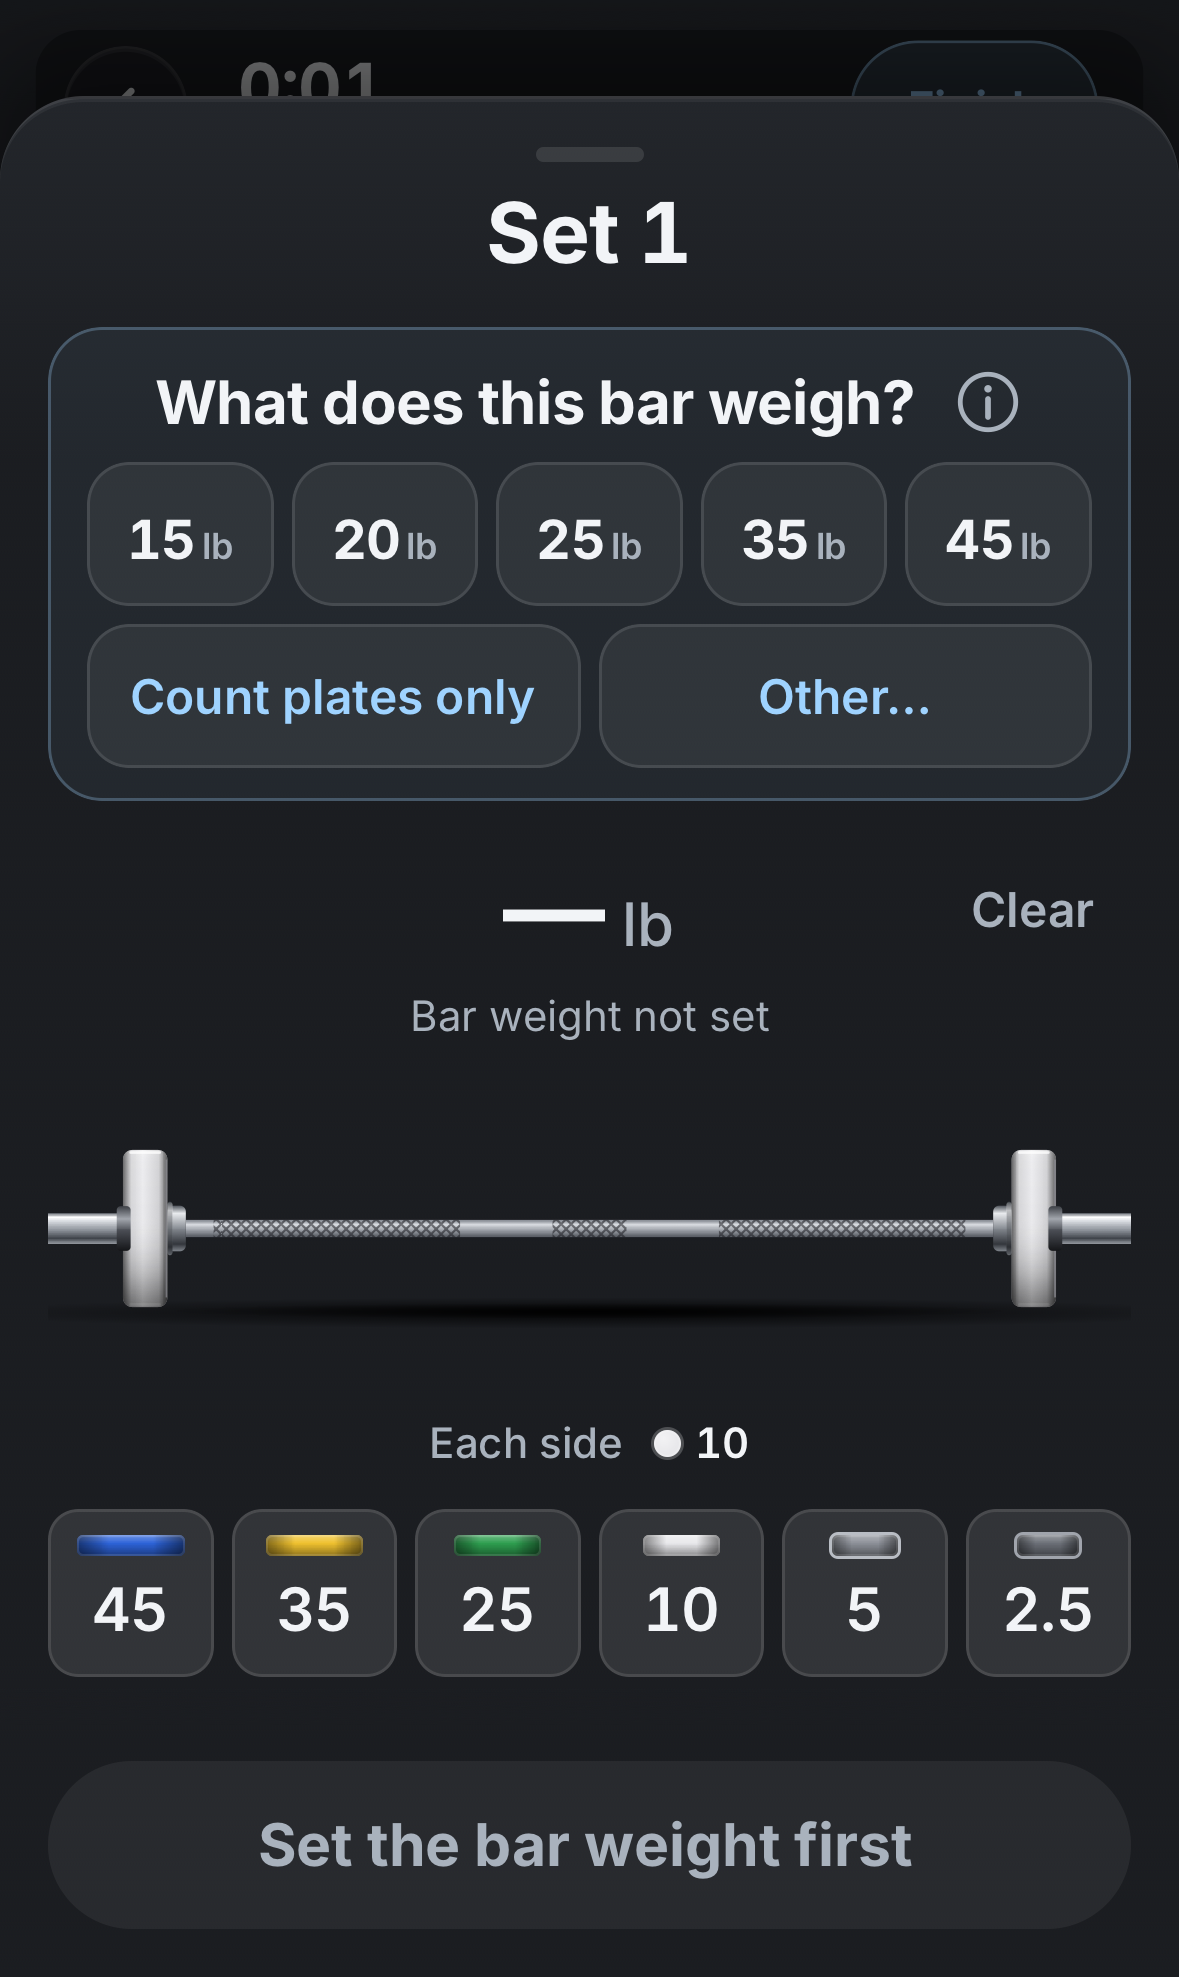 0:01
Set 1
What does this bar weigh?
15 lb 20 lb 25 lb 35 lb 45 lb
Count plates only Other...
— lb Clear
Bar weight not set
Each side 10
45 35 25 10 5 2.5
Set the bar weight first